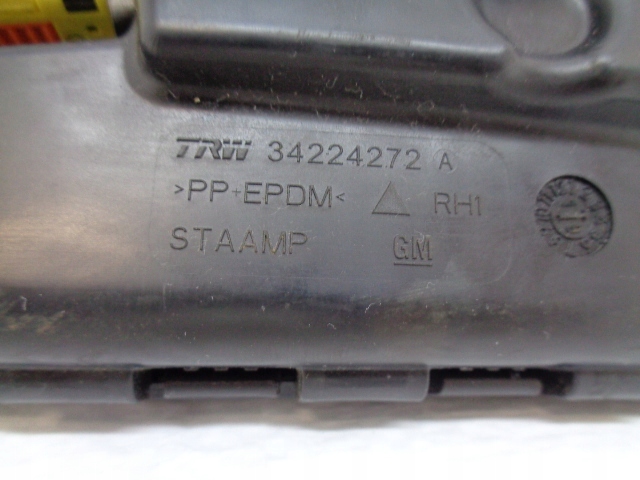 TRW 34224272 A
>PP+EPDM< RH1
STAAMP GM